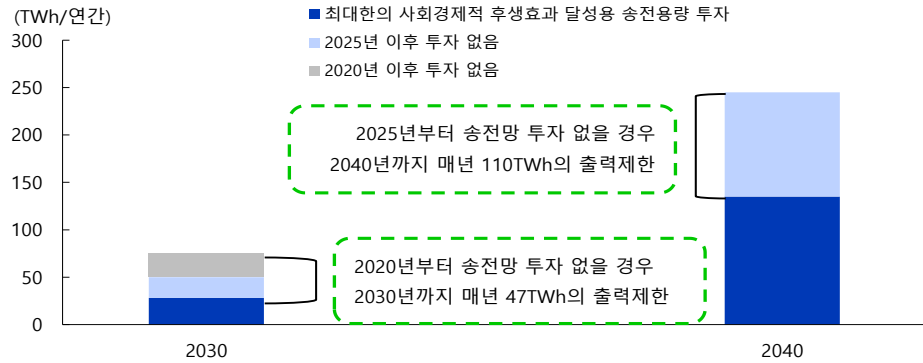 (TWh/연간)
최대한의 사회경제적 후생효과 달성용 송전용량 투자
2025년 이후 투자 없음
2020년 이후 투자 없음
300
250
200
150
100
50
0
2025년부터 송전망 투자 없을 경우
2040년까지 매년 110TWh의 출력제한
2020년부터 송전망 투자 없을 경우
2030년까지 매년 47TWh의 출력제한
2030
2040